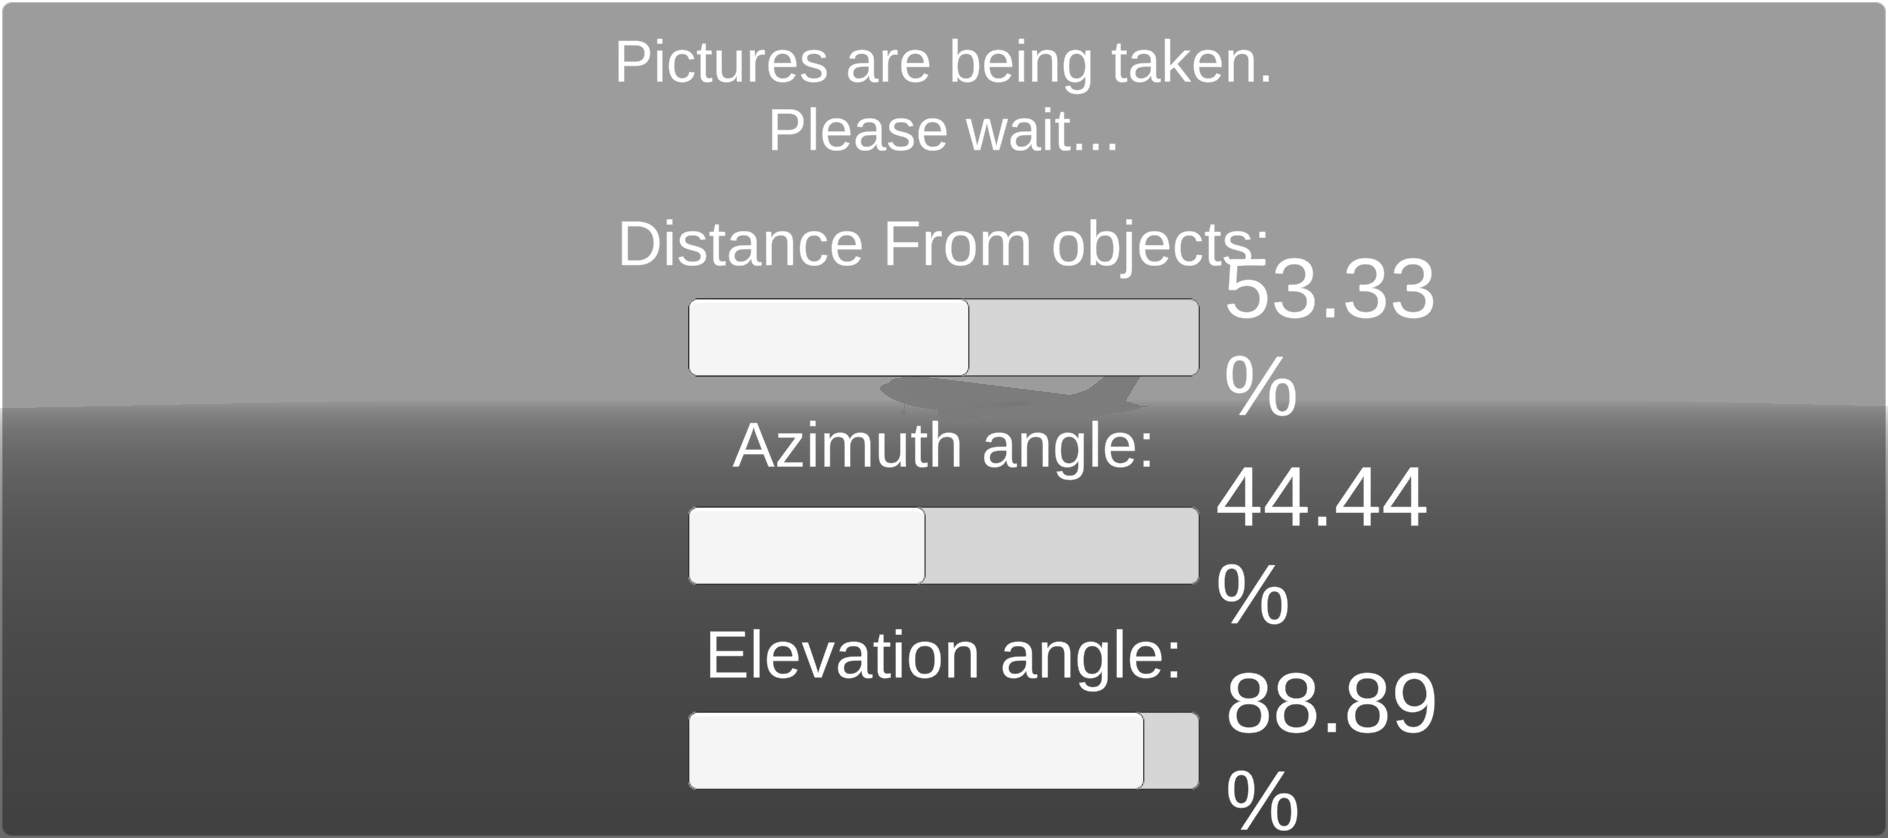 Pictures are being taken.
Please wait...
Distance From objects:
53.33
%
Azimuth angle:
44.44
%
Elevation angle:
88.89
%